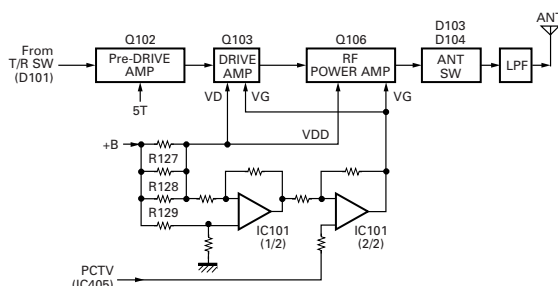 Q102
Q103
Q106
D103
D104
ANT
From
T/R SW
(D101)
Pre-DRIVE
AMP
DRIVE
AMP
RF
POWER AMP
ANT
SW
LPF
5T
VD
VG
VG
VDD
+B
R127
R128
R129
IC101
(1/2)
IC101
(2/2)
PCTV
(IC405)